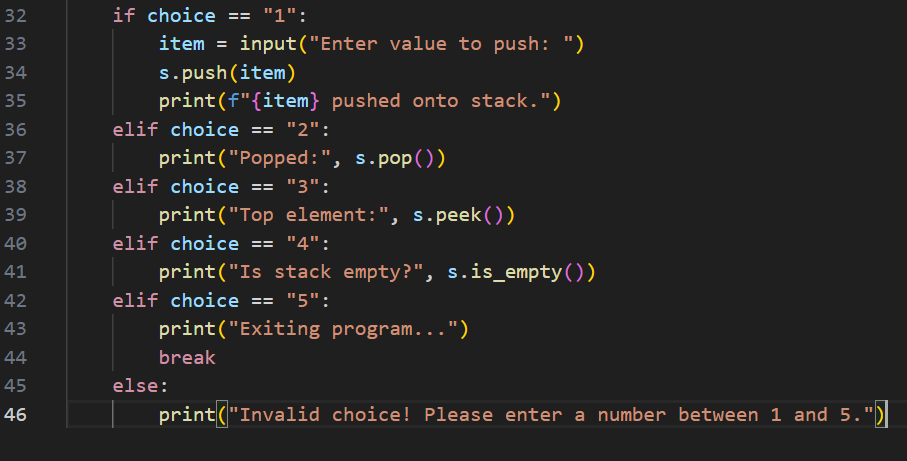 32 if choice == "1":
33 item = input("Enter value to push: ")
34 s.push(item)
35 print(f"{item} pushed onto stack.")
36 elif choice == "2":
37 print("Popped:", s.pop())
38 elif choice == "3":
39 print("Top element:", s.peek())
40 elif choice == "4":
41 print("Is stack empty?", s.is_empty())
42 elif choice == "5":
43 print("Exiting program...")
44 break
45 else:
46 print("Invalid choice! Please enter a number between 1 and 5.")